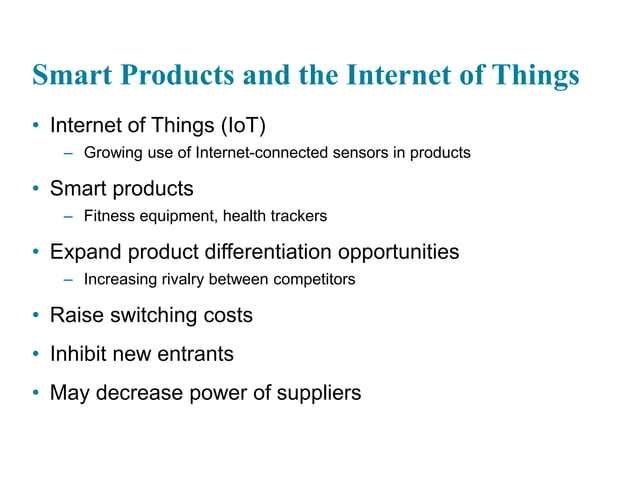 Smart Products and the Internet of Things
• Internet of Things (IoT)
– Growing use of Internet-connected sensors in products
• Smart products
– Fitness equipment, health trackers
• Expand product differentiation opportunities
– Increasing rivalry between competitors
• Raise switching costs
• Inhibit new entrants
• May decrease power of suppliers